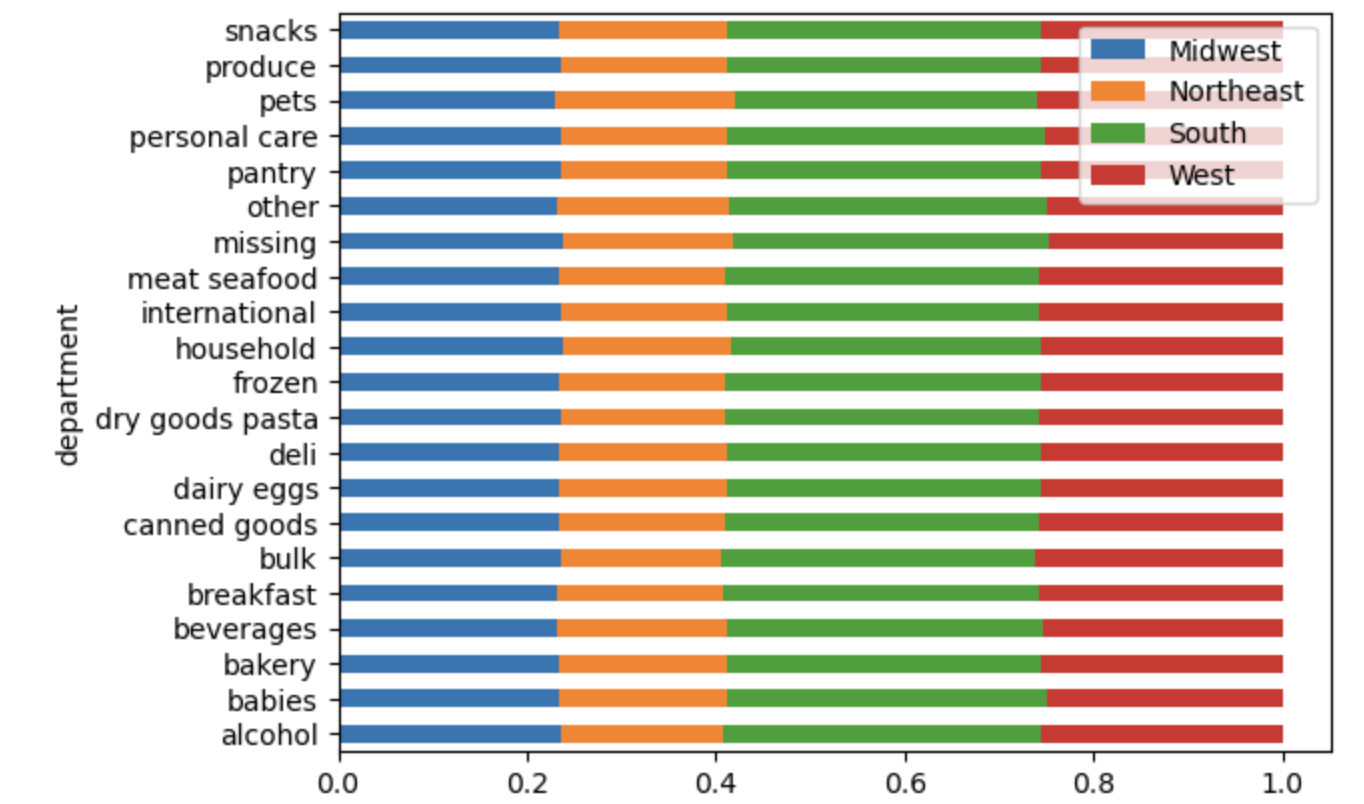 snacks
produce
pets
personal care
pantry
other
missing
meat seafood
international
household
frozen
dry goods pasta
deli
dairy eggs
canned goods
bulk
breakfast
beverages
bakery
babies
alcohol
department
0.0 0.2 0.4 0.6 0.8 1.0
Midwest
Northeast
South
West